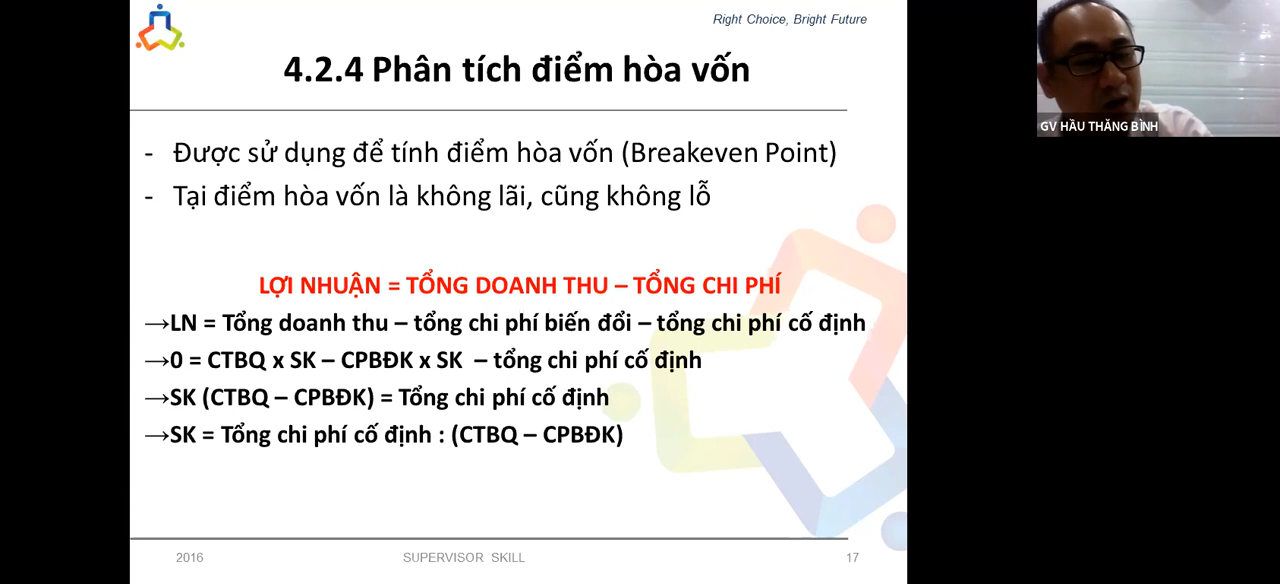 Right Choice, Bright Future
4.2.4 Phân tích điểm hòa vốn
- Được sử dụng để tính điểm hòa vốn (Breakeven Point)
- Tại điểm hòa vốn là không lãi, cũng không lỗ
LỢI NHUẬN = TỔNG DOANH THU – TỔNG CHI PHÍ
→LN = Tổng doanh thu – tổng chi phí biến đổi – tổng chi phí cố định
→0 = CTBQ x SK – CPBĐK x SK – tổng chi phí cố định
→SK (CTBQ – CPBĐK) = Tổng chi phí cố định
→SK = Tổng chi phí cố định : (CTBQ – CPBĐK)
2016 SUPERVISOR SKILL 17
GV HẦU THĂNG BÌNH